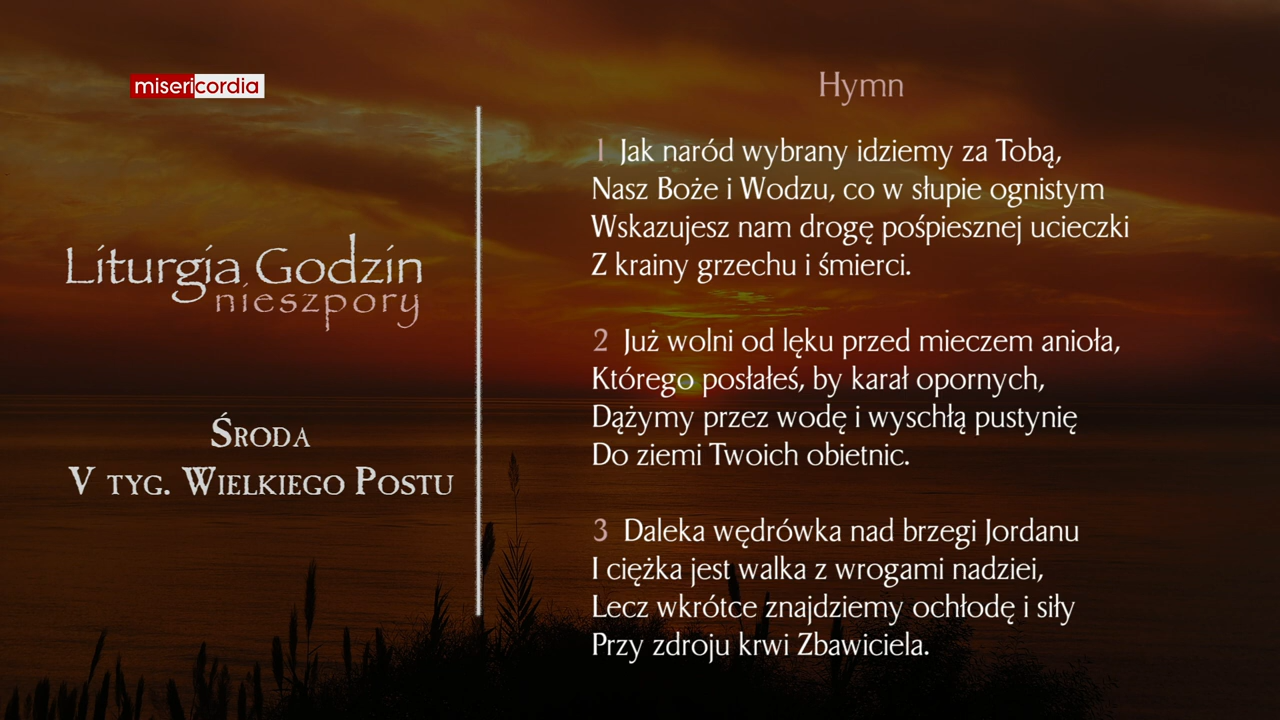 misericordia
Liturgia Godzin
nieszpory
Środa
V tyg. Wielkiego Postu
Hymn
1 Jak naród wybrany idziemy za Tobą,
Nasz Boże i Wodzu, co w słupie ognistym
Wskazujesz nam drogę pośpiesznej ucieczki
Z krainy grzechu i śmierci.
2 Już wolni od lęku przed mieczem anioła,
Którego posłałeś, by karał opornych,
Dążymy przez wodę i wyschłą pustynię
Do ziemi Twoich obietnic.
3 Daleka wędrówka nad brzegi Jordanu
I ciężka jest walka z wrogami nadziei,
Lecz wkrótce znajdziemy ochłodę i siły
Przy zdroju krwi Zbawiciela.